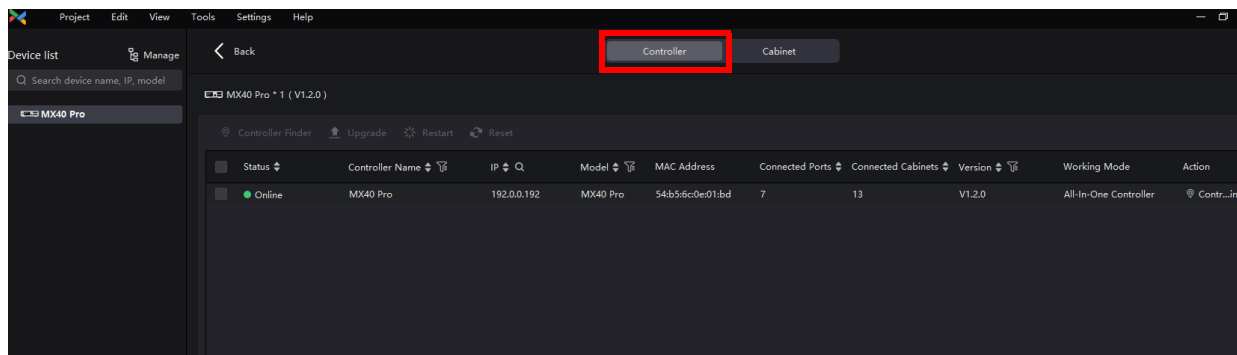 Project Edit View Tools Settings Help
Device list Manage
Back
Controller Cabinet
Search device name, IP, model
MX40 Pro * 1 ( V1.2.0 )
MX40 Pro
Controller Finder Upgrade Restart Reset
Status Controller Name IP Model MAC Address Connected Ports Connected Cabinets Version Working Mode Action
Online MX40 Pro 192.0.0.192 MX40 Pro 54:b5:6c:0e:01:bd 7 13 V1.2.0 All-In-One Controller Contr...in